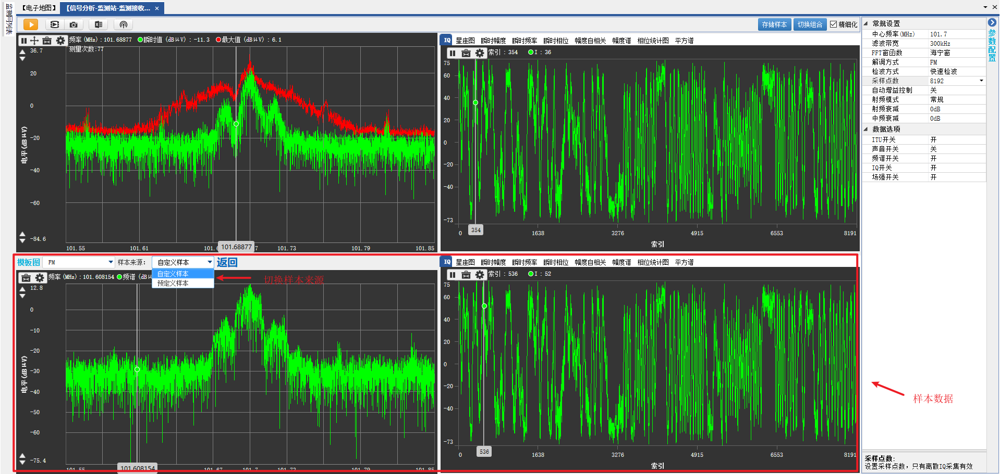 监测网列表
【电子地图】
【信号分析-监测站-监测接收...
存储样本
切换组合
精细化
频率(MHz):101.68877 瞬时值(dBμV):-11.3 最大值(dBμV):6.1
测量次数:77
36.7
20
0
-20
-40
-60
-84.6
电平(dBμV)
101.55 101.61 101.68877 101.73 101.79 101.85
IQ 星座图 瞬时幅度 瞬时频率 瞬时相位 幅度自相关 幅度谱 相位统计图 平方谱
索引:354 I:36
75
60
40
20
0
-20
-40
-73
0 354 1638 3276 4915 6553 8191
索引
模板图 FM 样本来源: 自定义样本 返回
自定义样本
预定义样本
切换样本来源
频率(MHz):101.608154 频谱(dBμ
12.8
0
-10
-20
-30
-40
-50
-60
-75.4
电平(dBμV)
101.55 101.608154 101.67 101.7 101.85
IQ 星座图 瞬时幅度 瞬时频率 瞬时相位 幅度自相关 幅度谱 相位统计图 平方谱
索引:536 I:52
75
60
40
20
0
-20
-40
-73
0 536 1638 3276 4915 6553 8191
索引
常规设置
中心频率(MHz) 101.7
滤波带宽 300kHz
FFT窗函数 海宁窗
解调方式 FM
检波方式 快速检波
采样点数 8192
自动增益控制 关
射频模式 常规
射频衰减 0dB
中频衰减 0dB
数据选项
ITU开关 开
声音开关 关
频谱开关 开
IQ开关 开
场强开关 开
参数配置
样本数据
采样点数:
设置采样点数，只有离散IQ采集有效